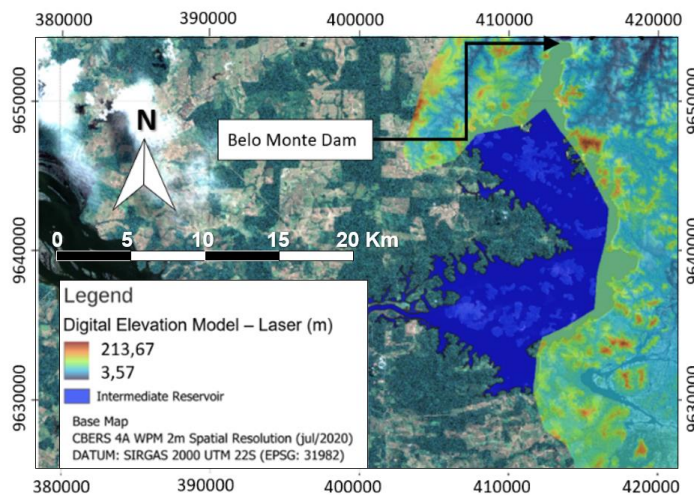 380000 390000 400000 410000 420000
9650000 9650000
N
Belo Monte Dam
9640000 9640000
0 5 10 15 20 Km
Legend
Digital Elevation Model – Laser (m)
213,67
3,57
Intermediate Reservoir
9630000 9630000
Base Map
CBERS 4A WPM 2m Spatial Resolution (jul/2020)
DATUM: SIRGAS 2000 UTM 22S (EPSG: 31982)
380000 390000 400000 410000 420000